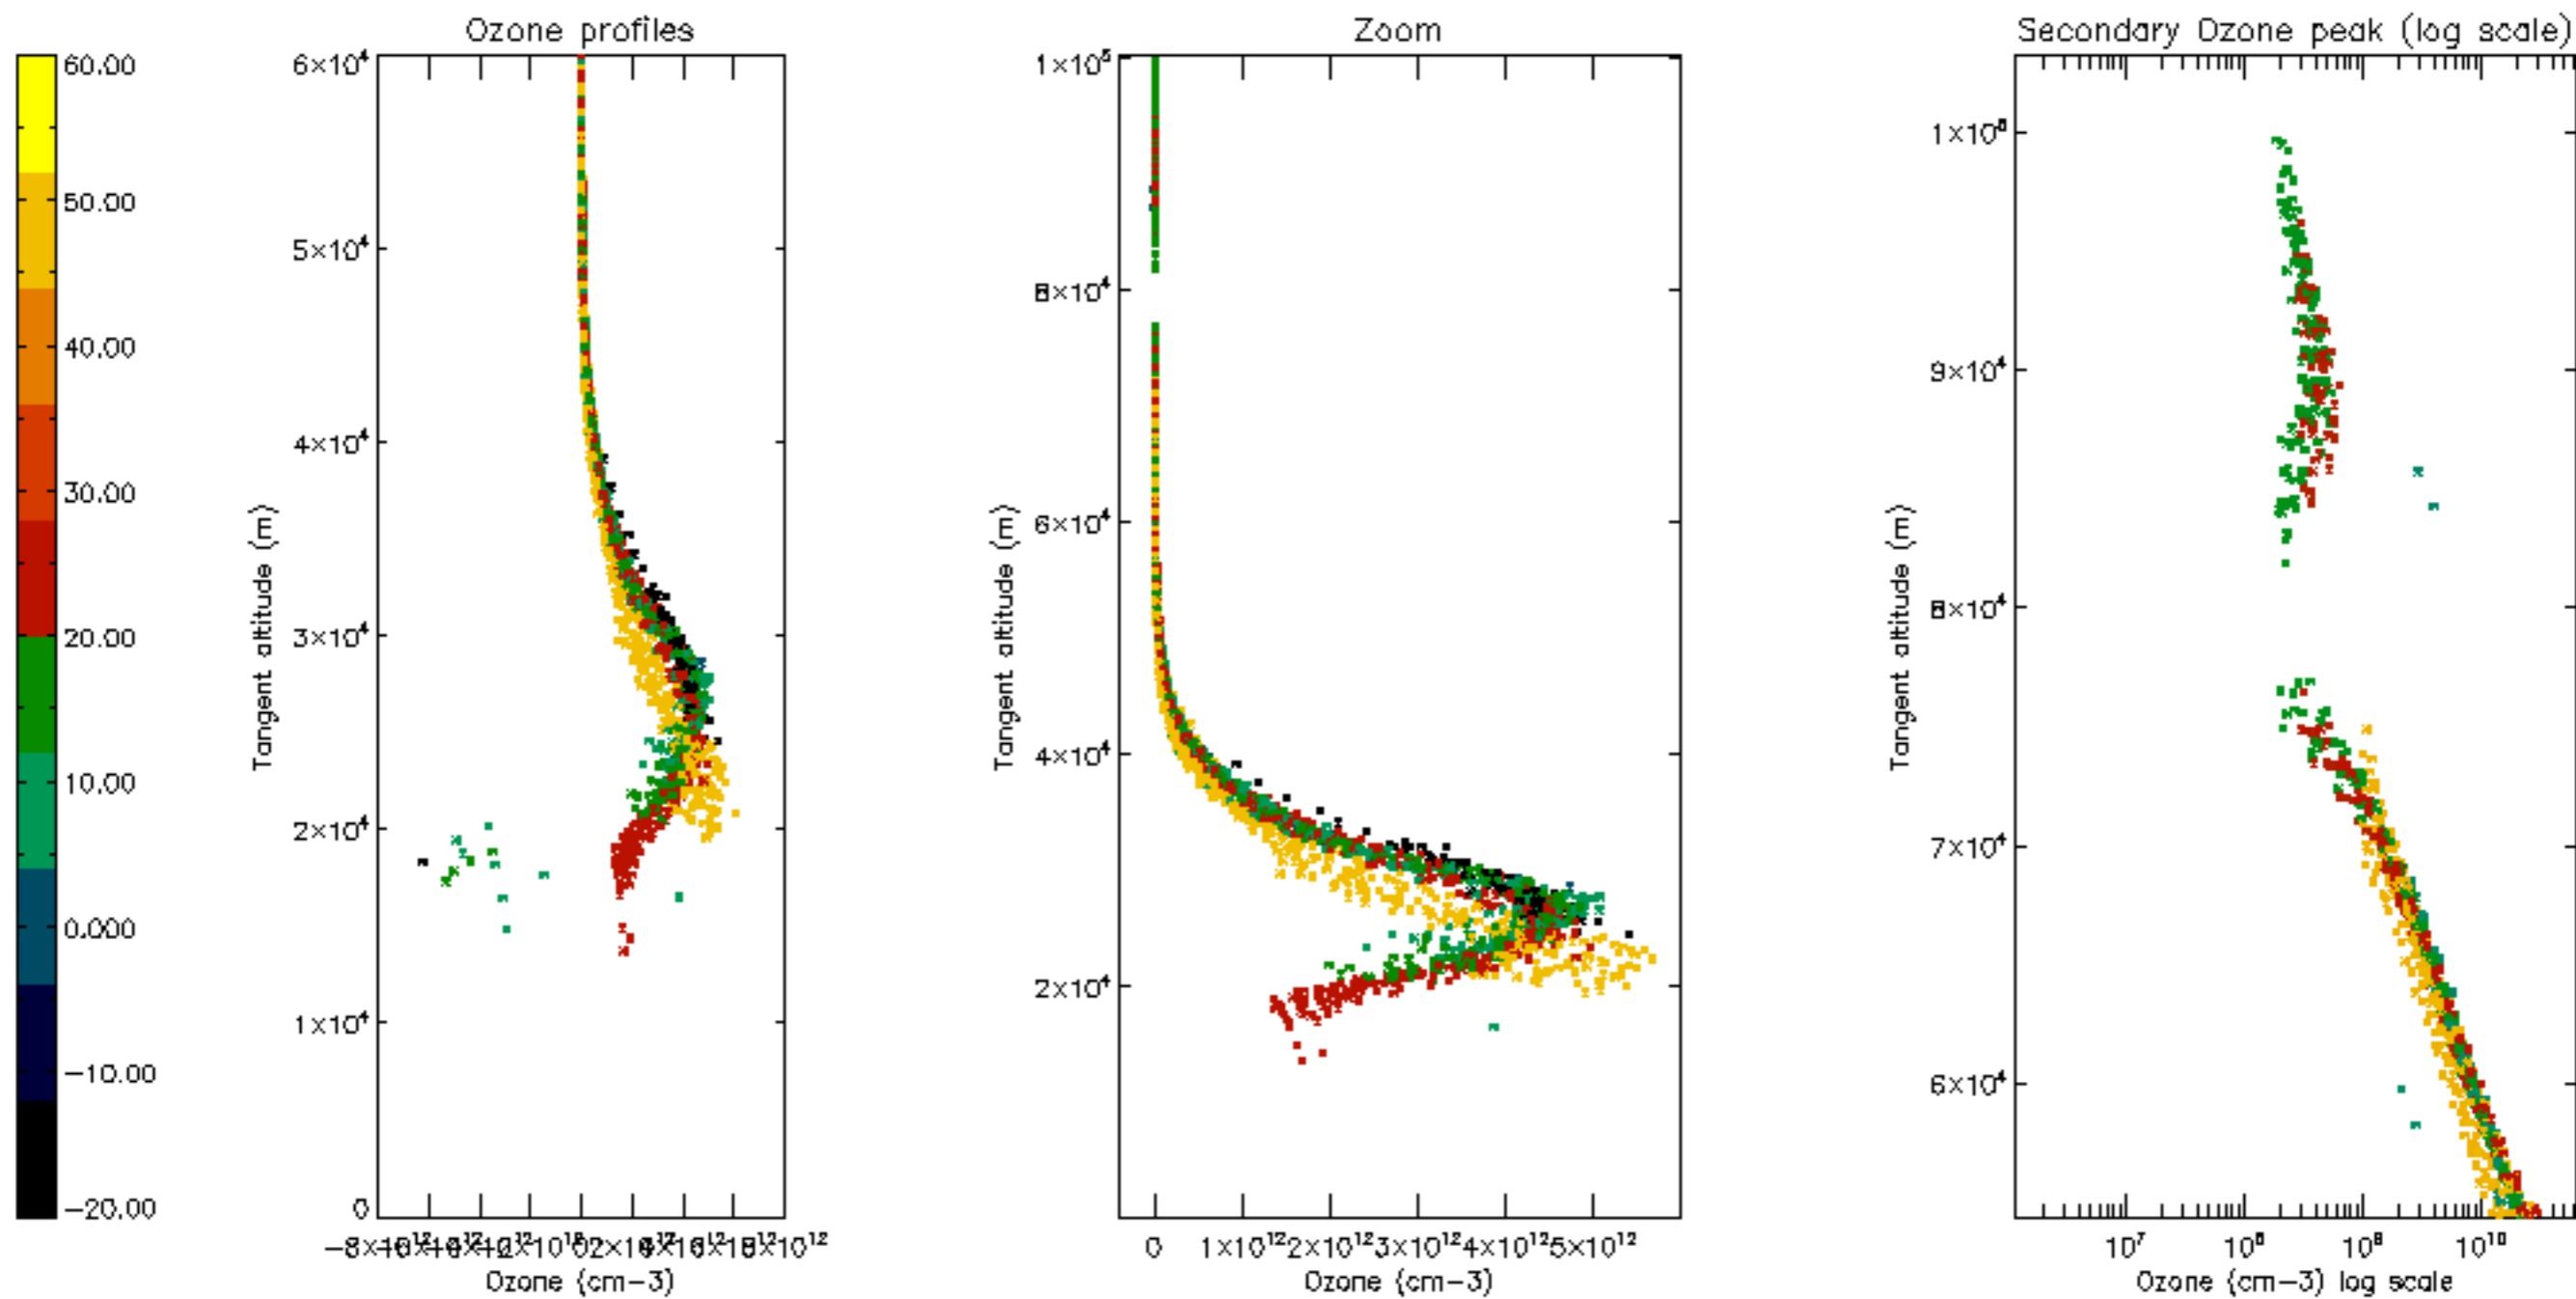 Ozone profiles
Zoom
Secondary Ozone peak (log scale)
60.00
50.00
40.00
30.00
20.00
10.00
0.000
−10.00
−20.00
6×10⁴
5×10⁴
4×10⁴
3×10⁴
2×10⁴
1×10⁴
0
Tangent altitude (m)
8×10¹²
Ozone (cm−3)
1×10⁵
8×10⁴
6×10⁴
4×10⁴
2×10⁴
Tangent altitude (m)
0 1×10¹² 2×10¹² 3×10¹² 4×10¹² 5×10¹²
Ozone (cm−3)
1×10⁵
9×10⁴
8×10⁴
7×10⁴
6×10⁴
Tangent altitude (m)
10⁷ 10⁸ 10⁹ 10¹⁰
Ozone (cm−3) log scale